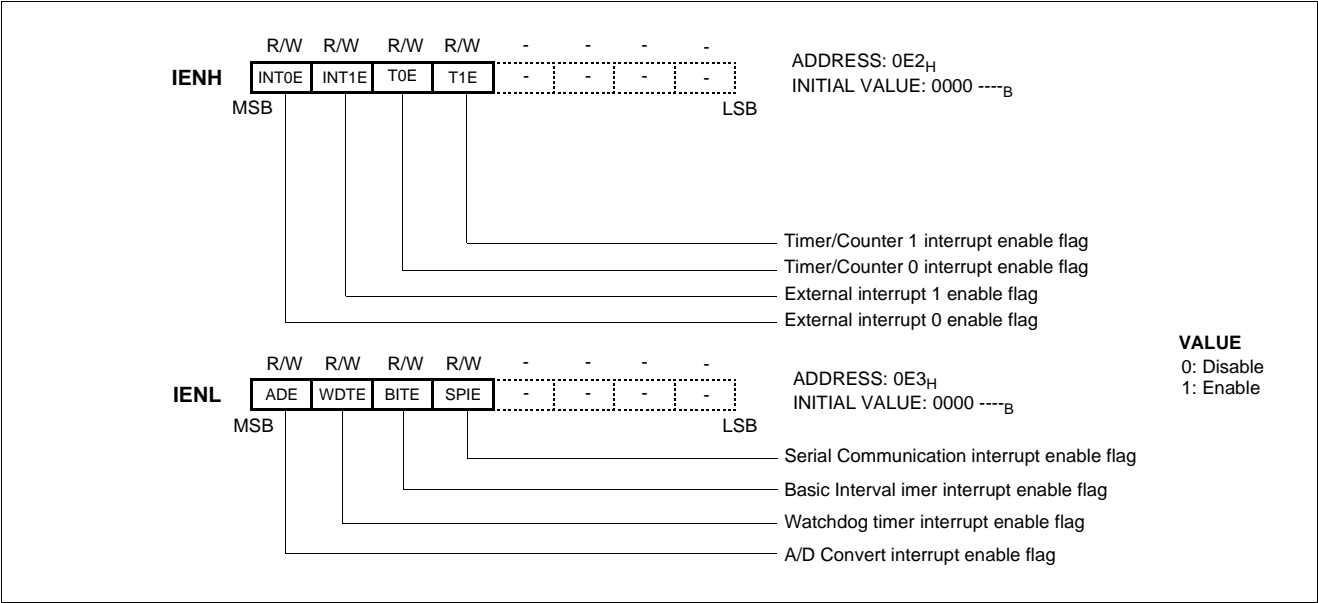 R/W R/W R/W R/W - - - -
IENH INT0E INT1E T0E T1E - - - -
MSB LSB
ADDRESS: 0E2H
INITIAL VALUE: 0000 ----B
Timer/Counter 1 interrupt enable flag
Timer/Counter 0 interrupt enable flag
External interrupt 1 enable flag
External interrupt 0 enable flag
VALUE
0: Disable
1: Enable
R/W R/W R/W R/W - - - -
IENL ADE WDTE BITE SPIE - - - -
MSB LSB
ADDRESS: 0E3H
INITIAL VALUE: 0000 ----B
Serial Communication interrupt enable flag
Basic Interval imer interrupt enable flag
Watchdog timer interrupt enable flag
A/D Convert interrupt enable flag